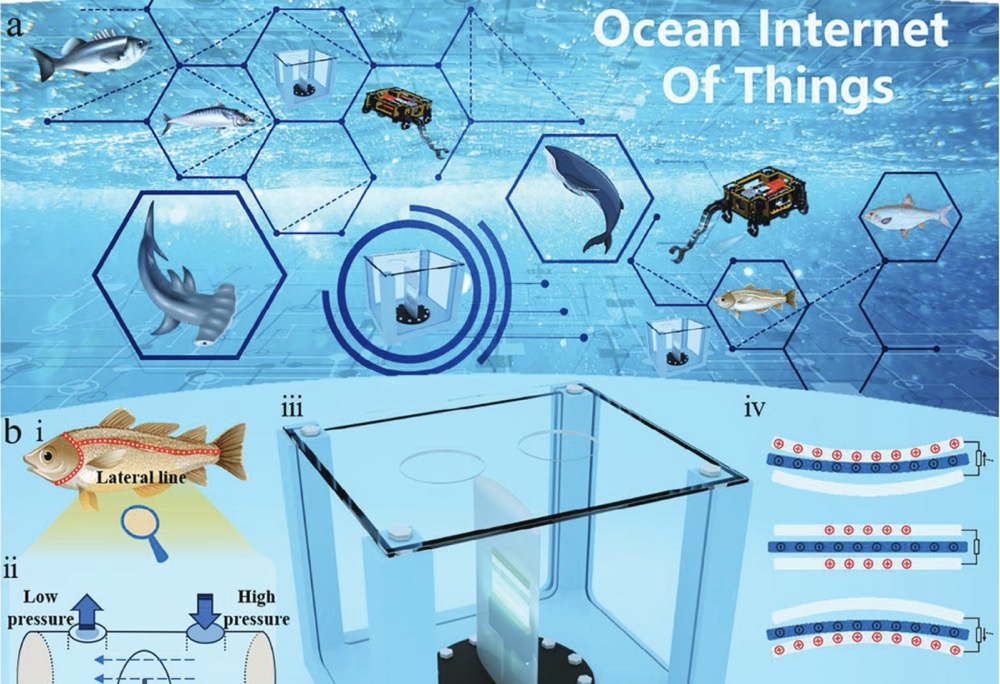 a
Ocean Internet
Of Things
b
i
Lateral line
ii
Low
pressure
High
pressure
iii
iv